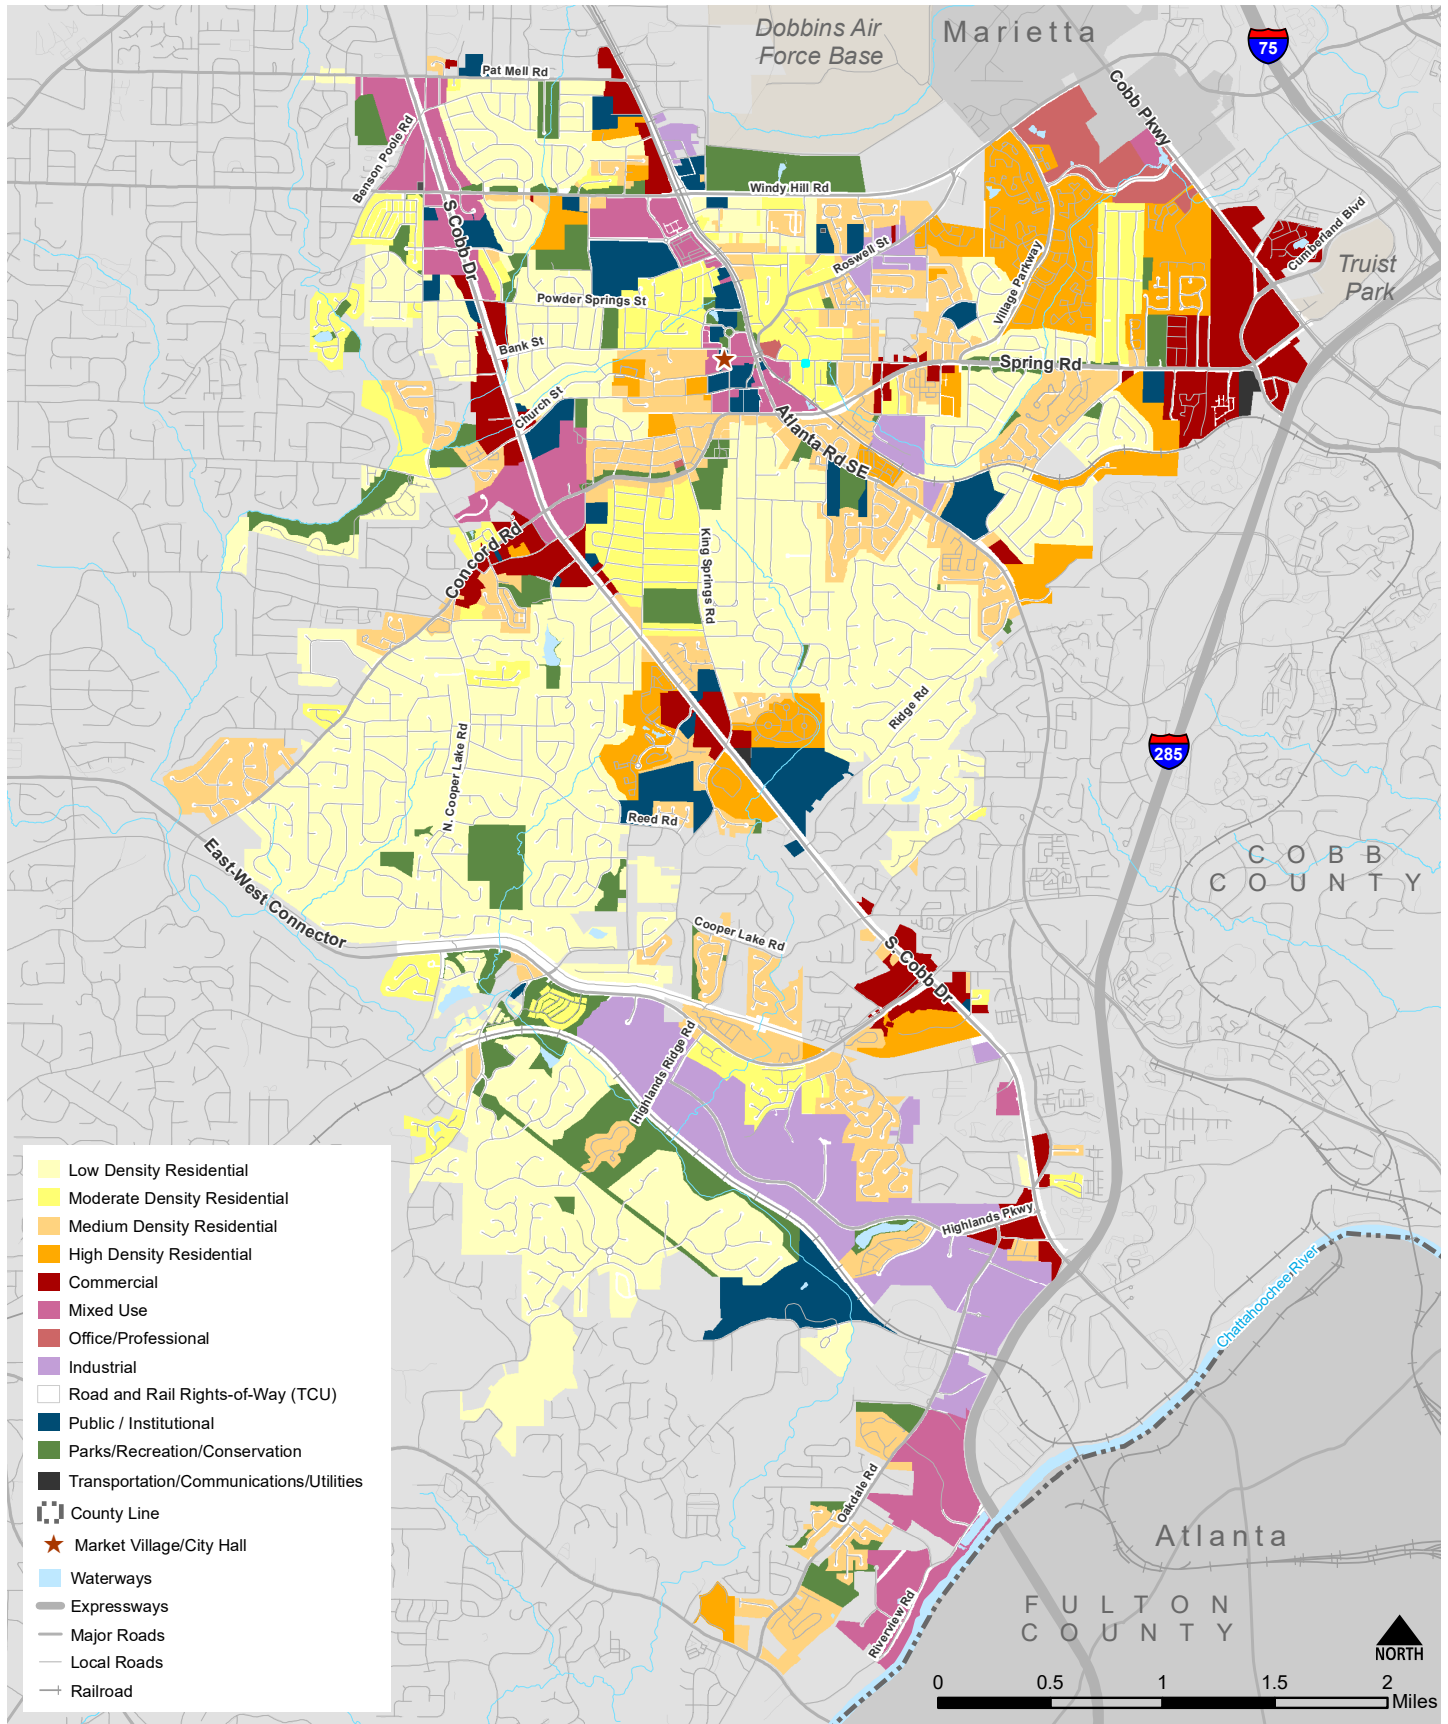 Dobbins Air
Force Base
Marietta
75
Pat Mell Rd
Cobb Pkwy
Benson Poole Rd
Windy Hill Rd
S Cobb Dr
Roswell St
Cumberland Blvd
Truist
Park
Village Parkway
Powder Springs St
Bank St
Spring Rd
Church St
Atlanta Rd SE
Concord Rd
King Springs Rd
Ridge Rd
285
N. Cooper Lake Rd
Reed Rd
East-West Connector
COBB
COUNTY
Cooper Lake Rd
S. Cobb Dr
Highlands Ridge Rd
Highlands Pkwy
Chattahoochee River
Low Density Residential
Moderate Density Residential
Medium Density Residential
High Density Residential
Commercial
Mixed Use
Office/Professional
Industrial
Road and Rail Rights-of-Way (TCU)
Public / Institutional
Parks/Recreation/Conservation
Transportation/Communications/Utilities
County Line
Market Village/City Hall
Waterways
Expressways
Major Roads
Local Roads
Railroad
Oakdale Rd
Atlanta
Riverview Rd
FULTON
COUNTY
NORTH
0 0.5 1 1.5 2
Miles